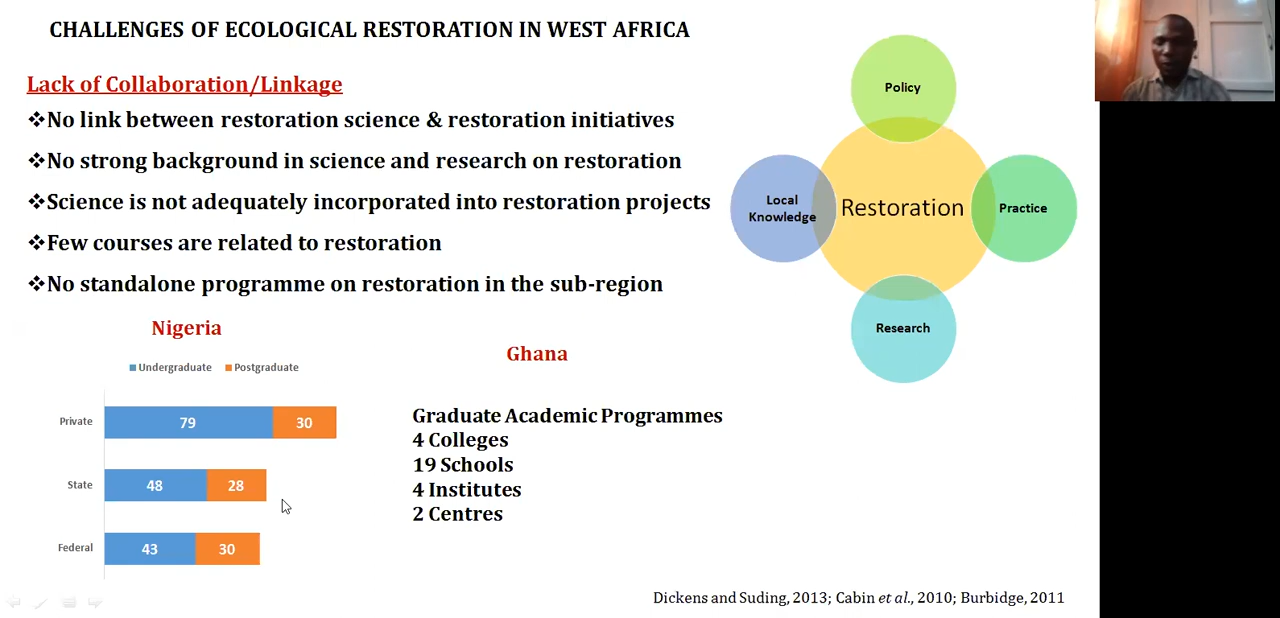 CHALLENGES OF ECOLOGICAL RESTORATION IN WEST AFRICA
Lack of Collaboration/Linkage
❖No link between restoration science & restoration initiatives
❖No strong background in science and research on restoration
❖Science is not adequately incorporated into restoration projects
❖Few courses are related to restoration
❖No standalone programme on restoration in the sub-region
Policy
Local
Knowledge
Restoration
Practice
Research
Nigeria
Undergraduate Postgraduate
Private 79 30
State 48 28
Federal 43 30
Ghana
Graduate Academic Programmes
4 Colleges
19 Schools
4 Institutes
2 Centres
Dickens and Suding, 2013; Cabin et al., 2010; Burbidge, 2011